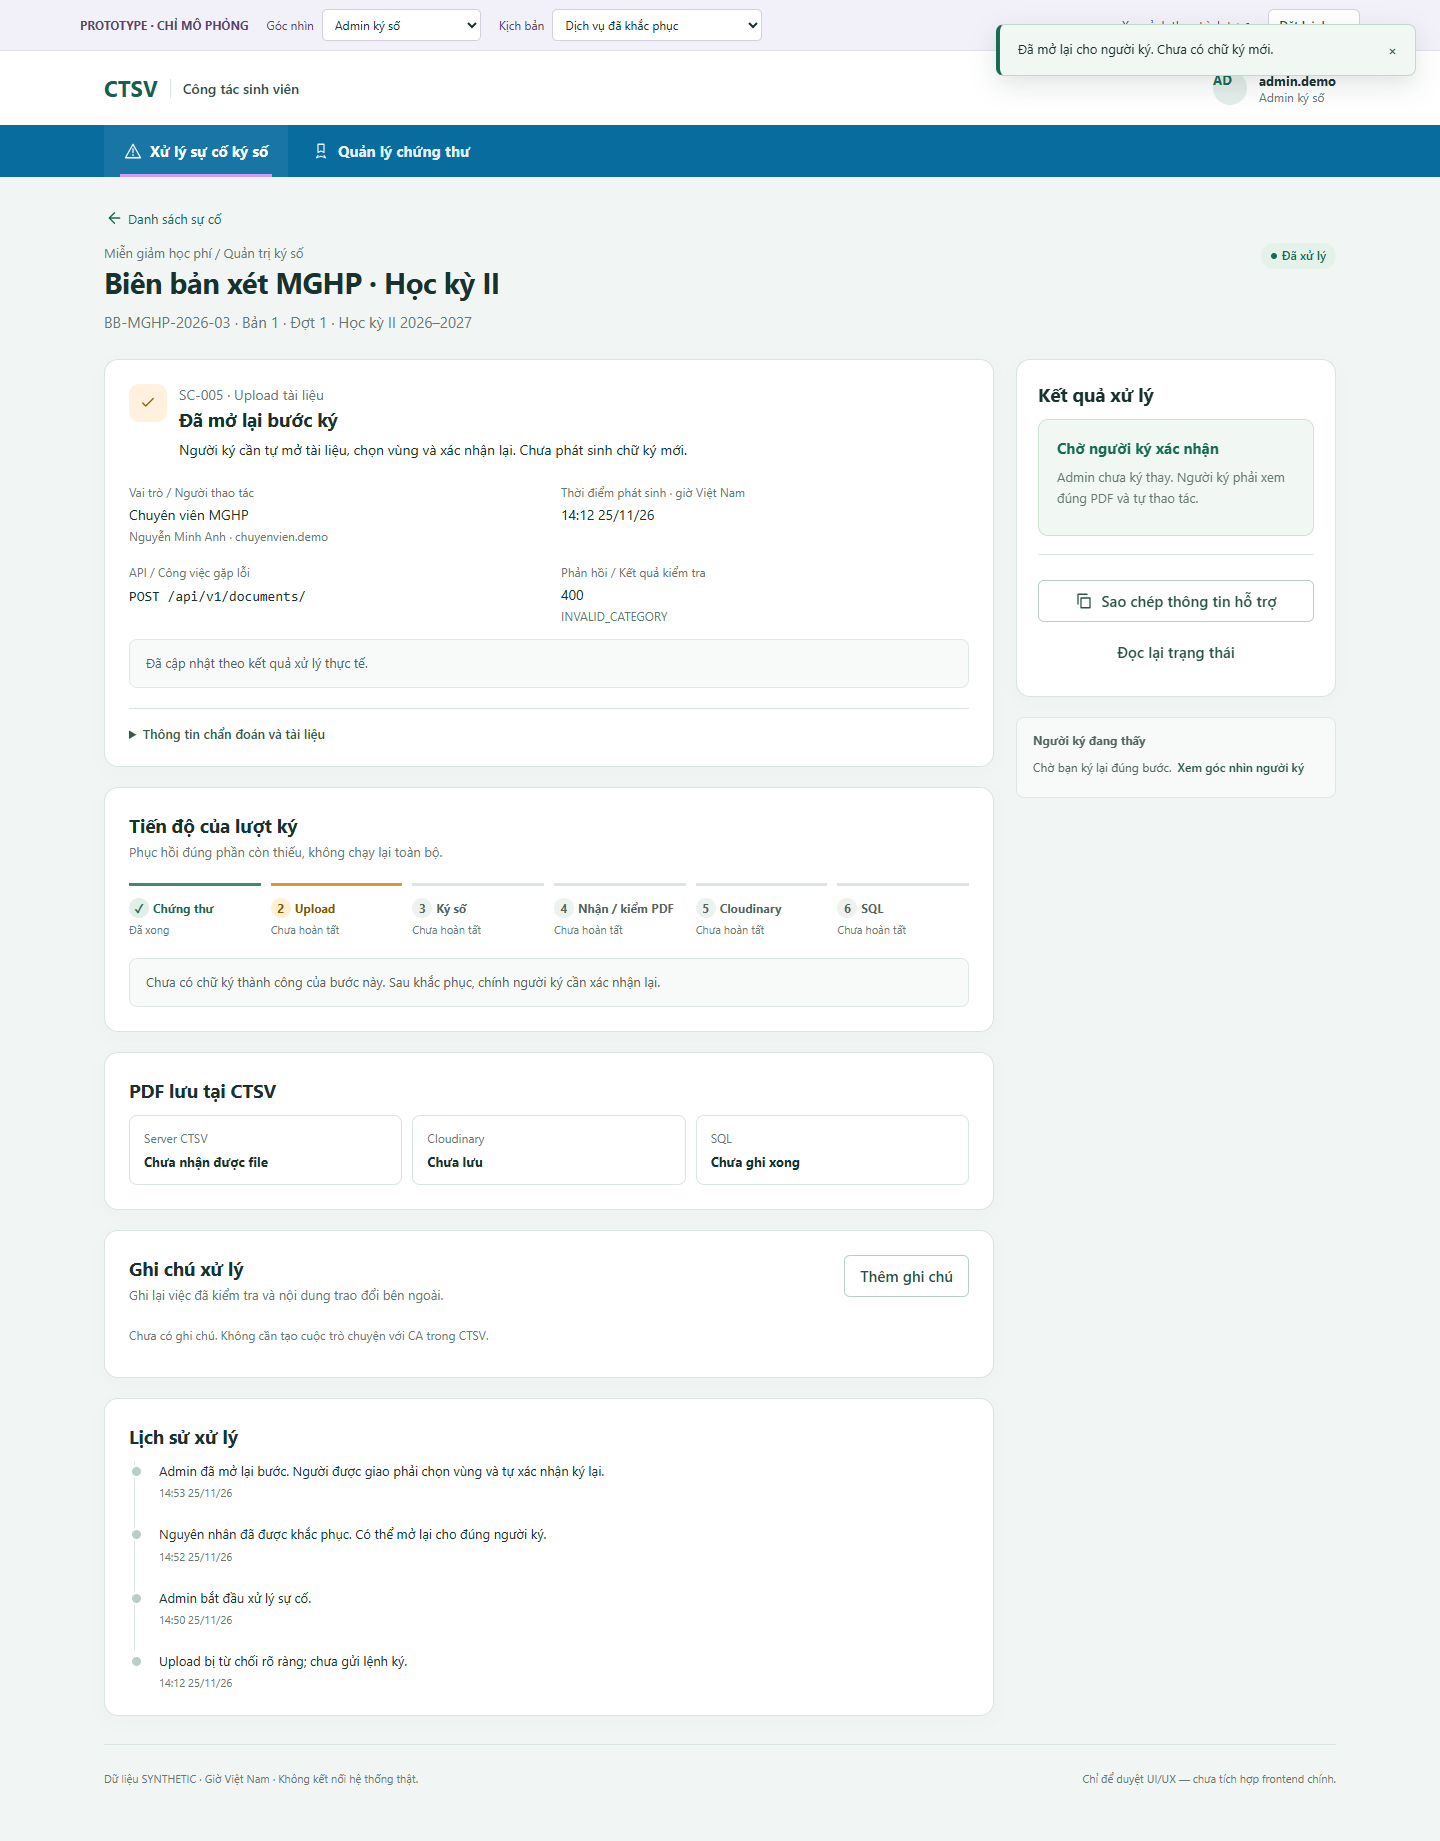 PROTOTYPE · CHỈ MÔ PHỎNG
Góc nhìn
Admin ký số
Kịch bản
Dịch vụ đã khắc phục
Đã mở lại cho người ký. Chưa có chữ ký mới.
×
CTSV
Công tác sinh viên
AD
admin.demo
Admin ký số
Xử lý sự cố ký số
Quản lý chứng thư
Danh sách sự cố
Miễn giảm học phí / Quản trị ký số
Biên bản xét MGHP · Học kỳ II
Đã xử lý
BB-MGHP-2026-03 · Bản 1 · Đợt 1 · Học kỳ II 2026–2027
SC-005 · Upload tài liệu
Đã mở lại bước ký
Người ký cần tự mở tài liệu, chọn vùng và xác nhận lại. Chưa phát sinh chữ ký mới.
Vai trò / Người thao tác
Chuyên viên MGHP
Nguyễn Minh Anh · chuyenvien.demo
Thời điểm phát sinh · giờ Việt Nam
14:12 25/11/26
API / Công việc gặp lỗi
POST /api/v1/documents/
Phản hồi / Kết quả kiểm tra
400
INVALID_CATEGORY
Đã cập nhật theo kết quả xử lý thực tế.
Thông tin chẩn đoán và tài liệu
Kết quả xử lý
Chờ người ký xác nhận
Admin chưa ký thay. Người ký phải xem
đúng PDF và tự thao tác.
Sao chép thông tin hỗ trợ
Đọc lại trạng thái
Người ký đang thấy
Chờ bạn ký lại đúng bước. Xem góc nhìn người ký
Tiến độ của lượt ký
Phục hồi đúng phần còn thiếu, không chạy lại toàn bộ.
✓ Chứng thư
Đã xong
2 Upload
Chưa hoàn tất
3 Ký số
Chưa hoàn tất
4 Nhận / kiểm PDF
Chưa hoàn tất
5 Cloudinary
Chưa hoàn tất
6 SQL
Chưa hoàn tất
Chưa có chữ ký thành công của bước này. Sau khắc phục, chính người ký cần xác nhận lại.
PDF lưu tại CTSV
Server CTSV
Chưa nhận được file
Cloudinary
Chưa lưu
SQL
Chưa ghi xong
Ghi chú xử lý
Ghi lại việc đã kiểm tra và nội dung trao đổi bên ngoài.
Thêm ghi chú
Chưa có ghi chú. Không cần tạo cuộc trò chuyện với CA trong CTSV.
Lịch sử xử lý
Admin đã mở lại bước. Người được giao phải chọn vùng và tự xác nhận ký lại.
14:53 25/11/26
Nguyên nhân đã được khắc phục. Có thể mở lại cho đúng người ký.
14:52 25/11/26
Admin bắt đầu xử lý sự cố.
14:50 25/11/26
Upload bị từ chối rõ ràng; chưa gửi lệnh ký.
14:12 25/11/26
Dữ liệu SYNTHETIC · Giờ Việt Nam · Không kết nối hệ thống thật.
Chỉ để duyệt UI/UX — chưa tích hợp frontend chính.